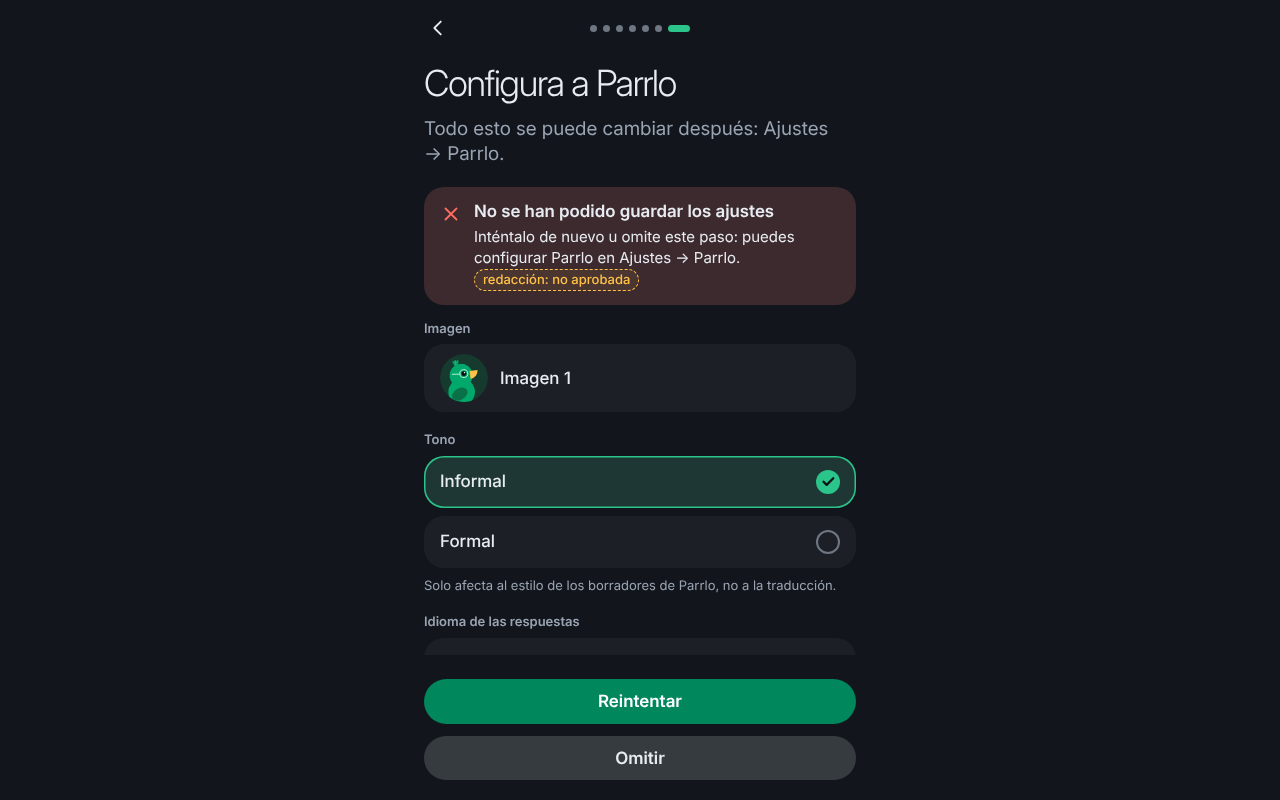 Configura a Parrlo
Todo esto se puede cambiar después: Ajustes
→ Parrlo.
No se han podido guardar los ajustes
Inténtalo de nuevo u omite este paso: puedes
configurar Parrlo en Ajustes → Parrlo.
redacción: no aprobada
Imagen
Imagen 1
Tono
Informal
Formal
Solo afecta al estilo de los borradores de Parrlo, no a la traducción.
Idioma de las respuestas
Reintentar
Omitir